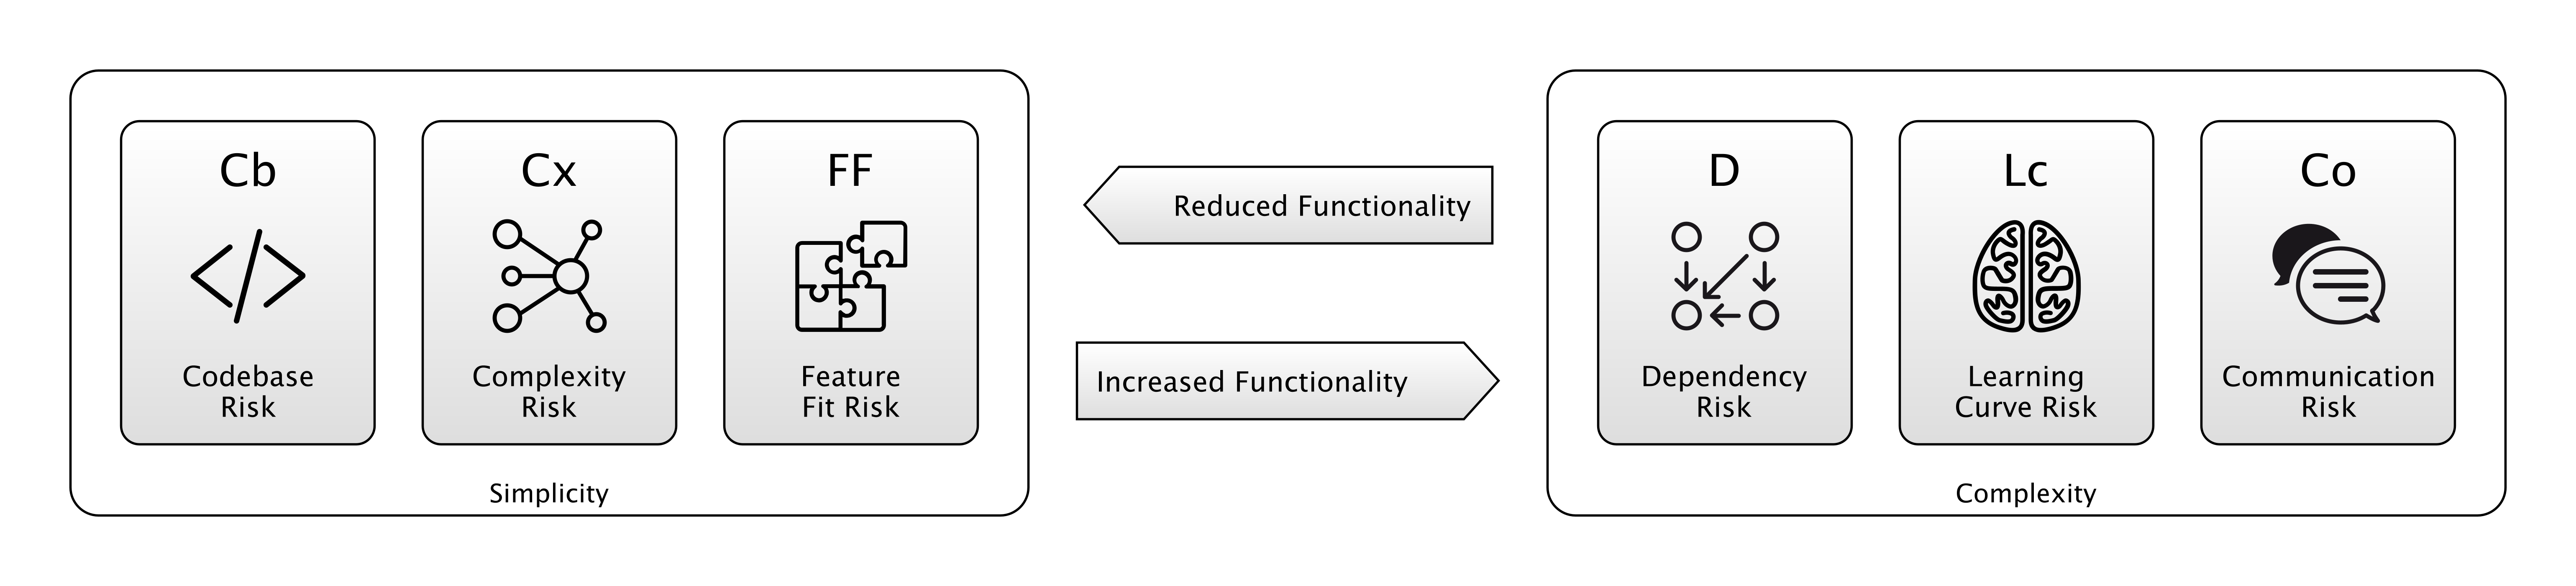 Cb
Codebase
Risk
Cx
Complexity
Risk
FF
Feature
Fit Risk
Simplicity
Reduced Functionality
Increased Functionality
D
Dependency
Risk
Lc
Learning
Curve Risk
Co
Communication
Risk
Complexity